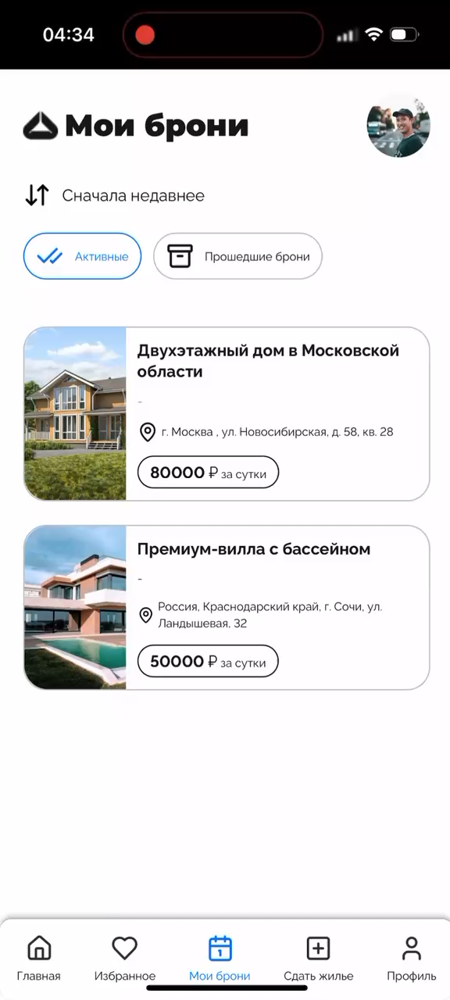 04:34
Мои брони
Сначала недавнее
Активные
Прошедшие брони
Двухэтажный дом в Московской
области
-
г. Москва , ул. Новосибирская, д. 58, кв. 28
80000 ₽ за сутки
Премиум-вилла с бассейном
-
Россия, Краснодарский край, г. Сочи, ул.
Ландышевая, 32
50000 ₽ за сутки
1
Главная
Избранное
Мои брони
Сдать жилье
Профиль